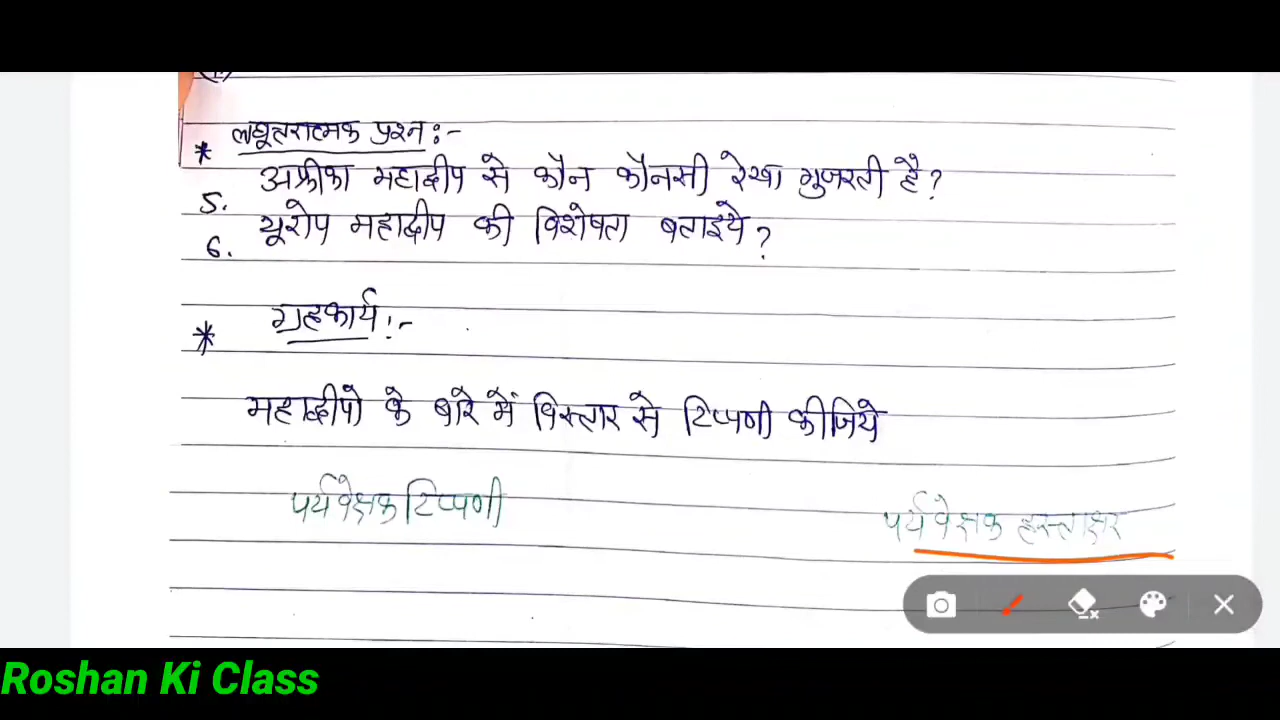 * लघूतरात्मक प्रश्न:-
5. अफ्रीका महाद्वीप से कौन कौनसी रेखा गुजरती है?
6. यूरोप महाद्वीप की विशेषता बताइये?
* ग्रहकार्य:-
महाद्वीपो के बारे में विस्तार से टिप्पणी कीजिये
पर्यवेक्षक टिप्पणी
पर्यवेक्षक हस्ताक्षर
Roshan Ki Class